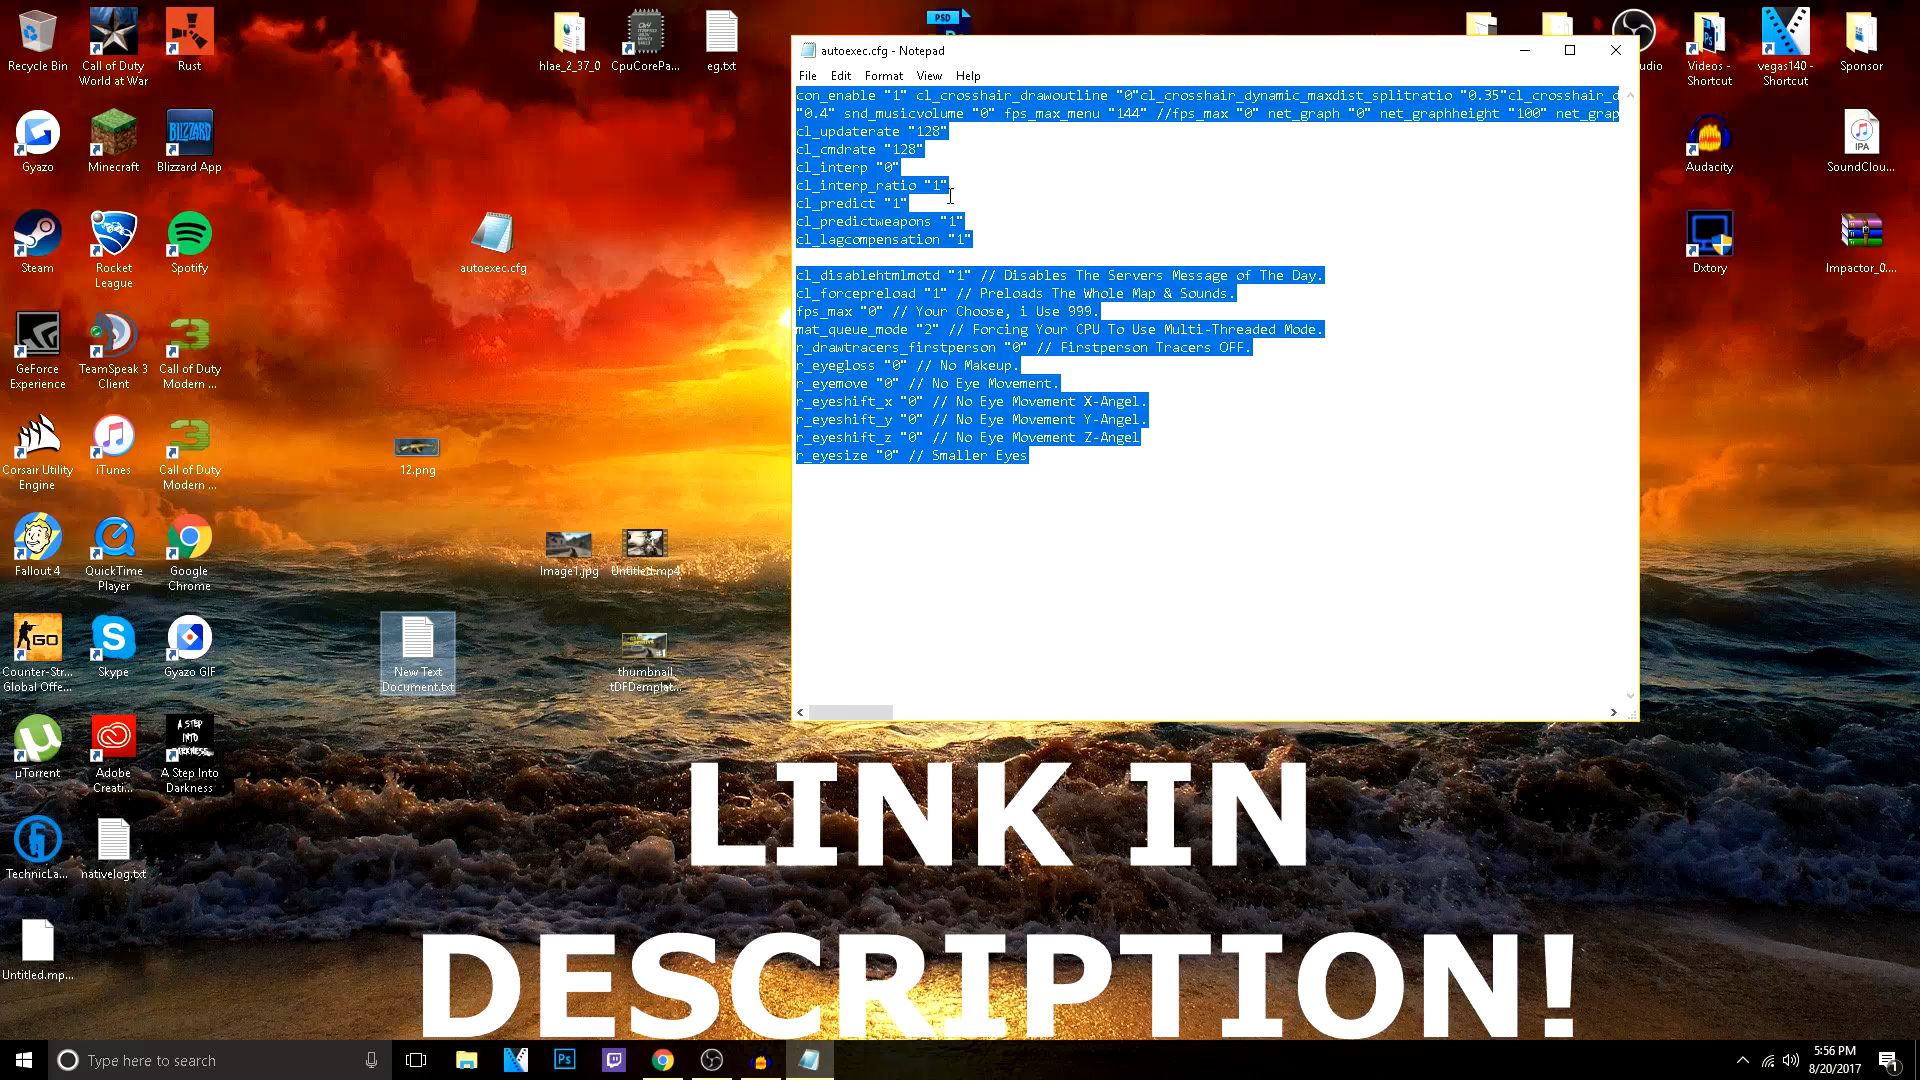 Recycle Bin
Call of Duty
World at War
Rust
hlae_2_37_0
CpuCorePa...
eg.txt
PSD
Videos -
Shortcut
vegas140 -
Shortcut
Sponsor
autoexec.cfg - Notepad
File Edit Format View Help
con_enable "1" cl_crosshair_drawoutline "0"cl_crosshair_dynamic_maxdist_splitratio "0.35"cl_crosshair_d
"0.4" snd_musicvolume "0" fps_max_menu "144" //fps_max "0" net_graph "0" net_graphheight "100" net_grap
cl_updaterate "128"
cl_cmdrate "128"
cl_interp "0"
cl_interp_ratio "1"
cl_predict "1"
cl_predictweapons "1"
cl_lagcompensation "1"
cl_disablehtmlmotd "1" // Disables The Servers Message of The Day.
cl_forcepreload "1" // Preloads The Whole Map & Sounds.
fps_max "0" // Your Choose, i Use 999.
mat_queue_mode "2" // Forcing Your CPU To Use Multi-Threaded Mode.
r_drawtracers_firstperson "0" // Firstperson Tracers OFF.
r_eyegloss "0" // No Makeup.
r_eyemove "0" // No Eye Movement.
r_eyeshift_x "0" // No Eye Movement X-Angel.
r_eyeshift_y "0" // No Eye Movement Y-Angel.
r_eyeshift_z "0" // No Eye Movement Z-Angel
r_eyesize "0" // Smaller Eyes
Gyazo
Minecraft
BLIZZARD
Blizzard App
Audacity
IPA
SoundClou...
Steam
Rocket
League
Spotify
autoexec.cfg
Dxtory
Impactor_0....
GeForce
Experience
TeamSpeak 3
Client
Call of Duty
Modern ...
Corsair Utility
Engine
iTunes
Call of Duty
Modern ...
12.png
Fallout 4
QuickTime
Player
Google
Chrome
Image1.jpg
Untitled.mp4
GO
Counter-Str...
Global Offe...
Skype
Gyazo GIF
New Text
Document.txt
thumbnail
tDFDemplat...
µTorrent
Adobe
Creati...
A STEP
INTO
DARKNESS
A Step Into
Darkness
TechnicLa...
nativelog.txt
Untitled.mp...
LINK IN
DESCRIPTION!
Type here to search
Ps
5:56 PM
8/20/2017
1